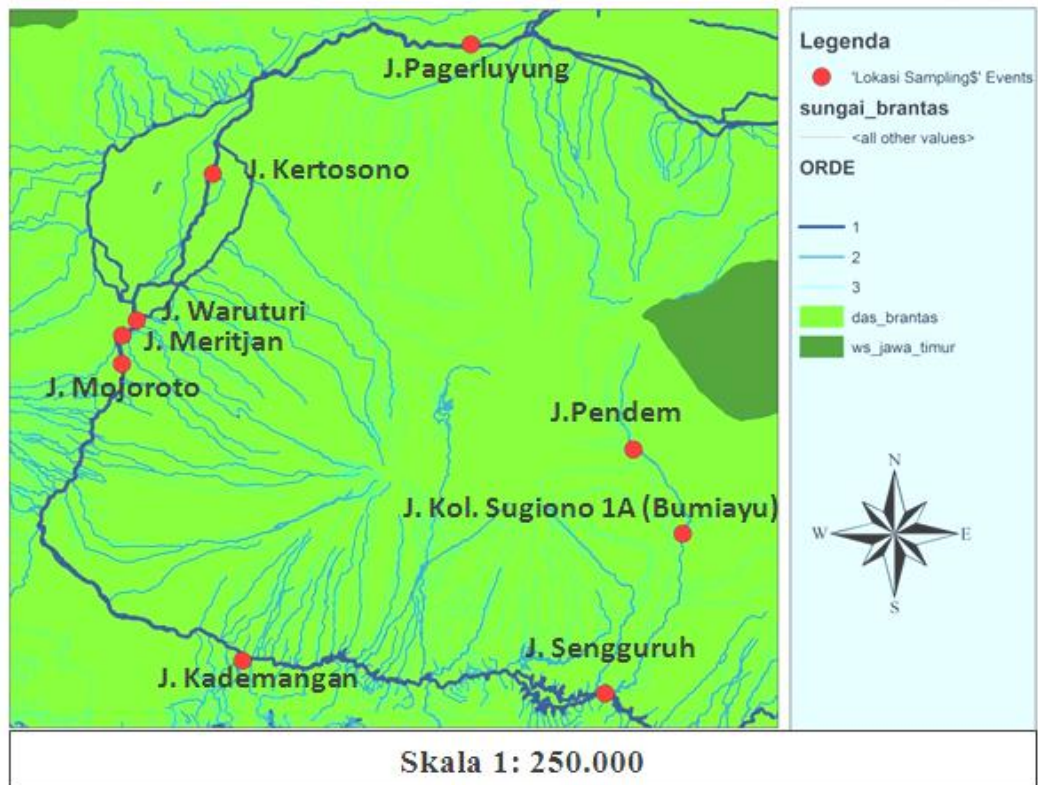 J.Pagerluyung
J. Kertosono
J. Waruturi
J. Meritjan
J. Mojoroto
J.Pendem
J. Kol. Sugiono 1A (Bumiayu)
J. Sengguruh
J. Kademangan
Legenda
'Lokasi Sampling$' Events
sungai_brantas
<all other values>
ORDE
1
2
3
das_brantas
ws_jawa_timur
N
W
E
S
Skala 1: 250.000